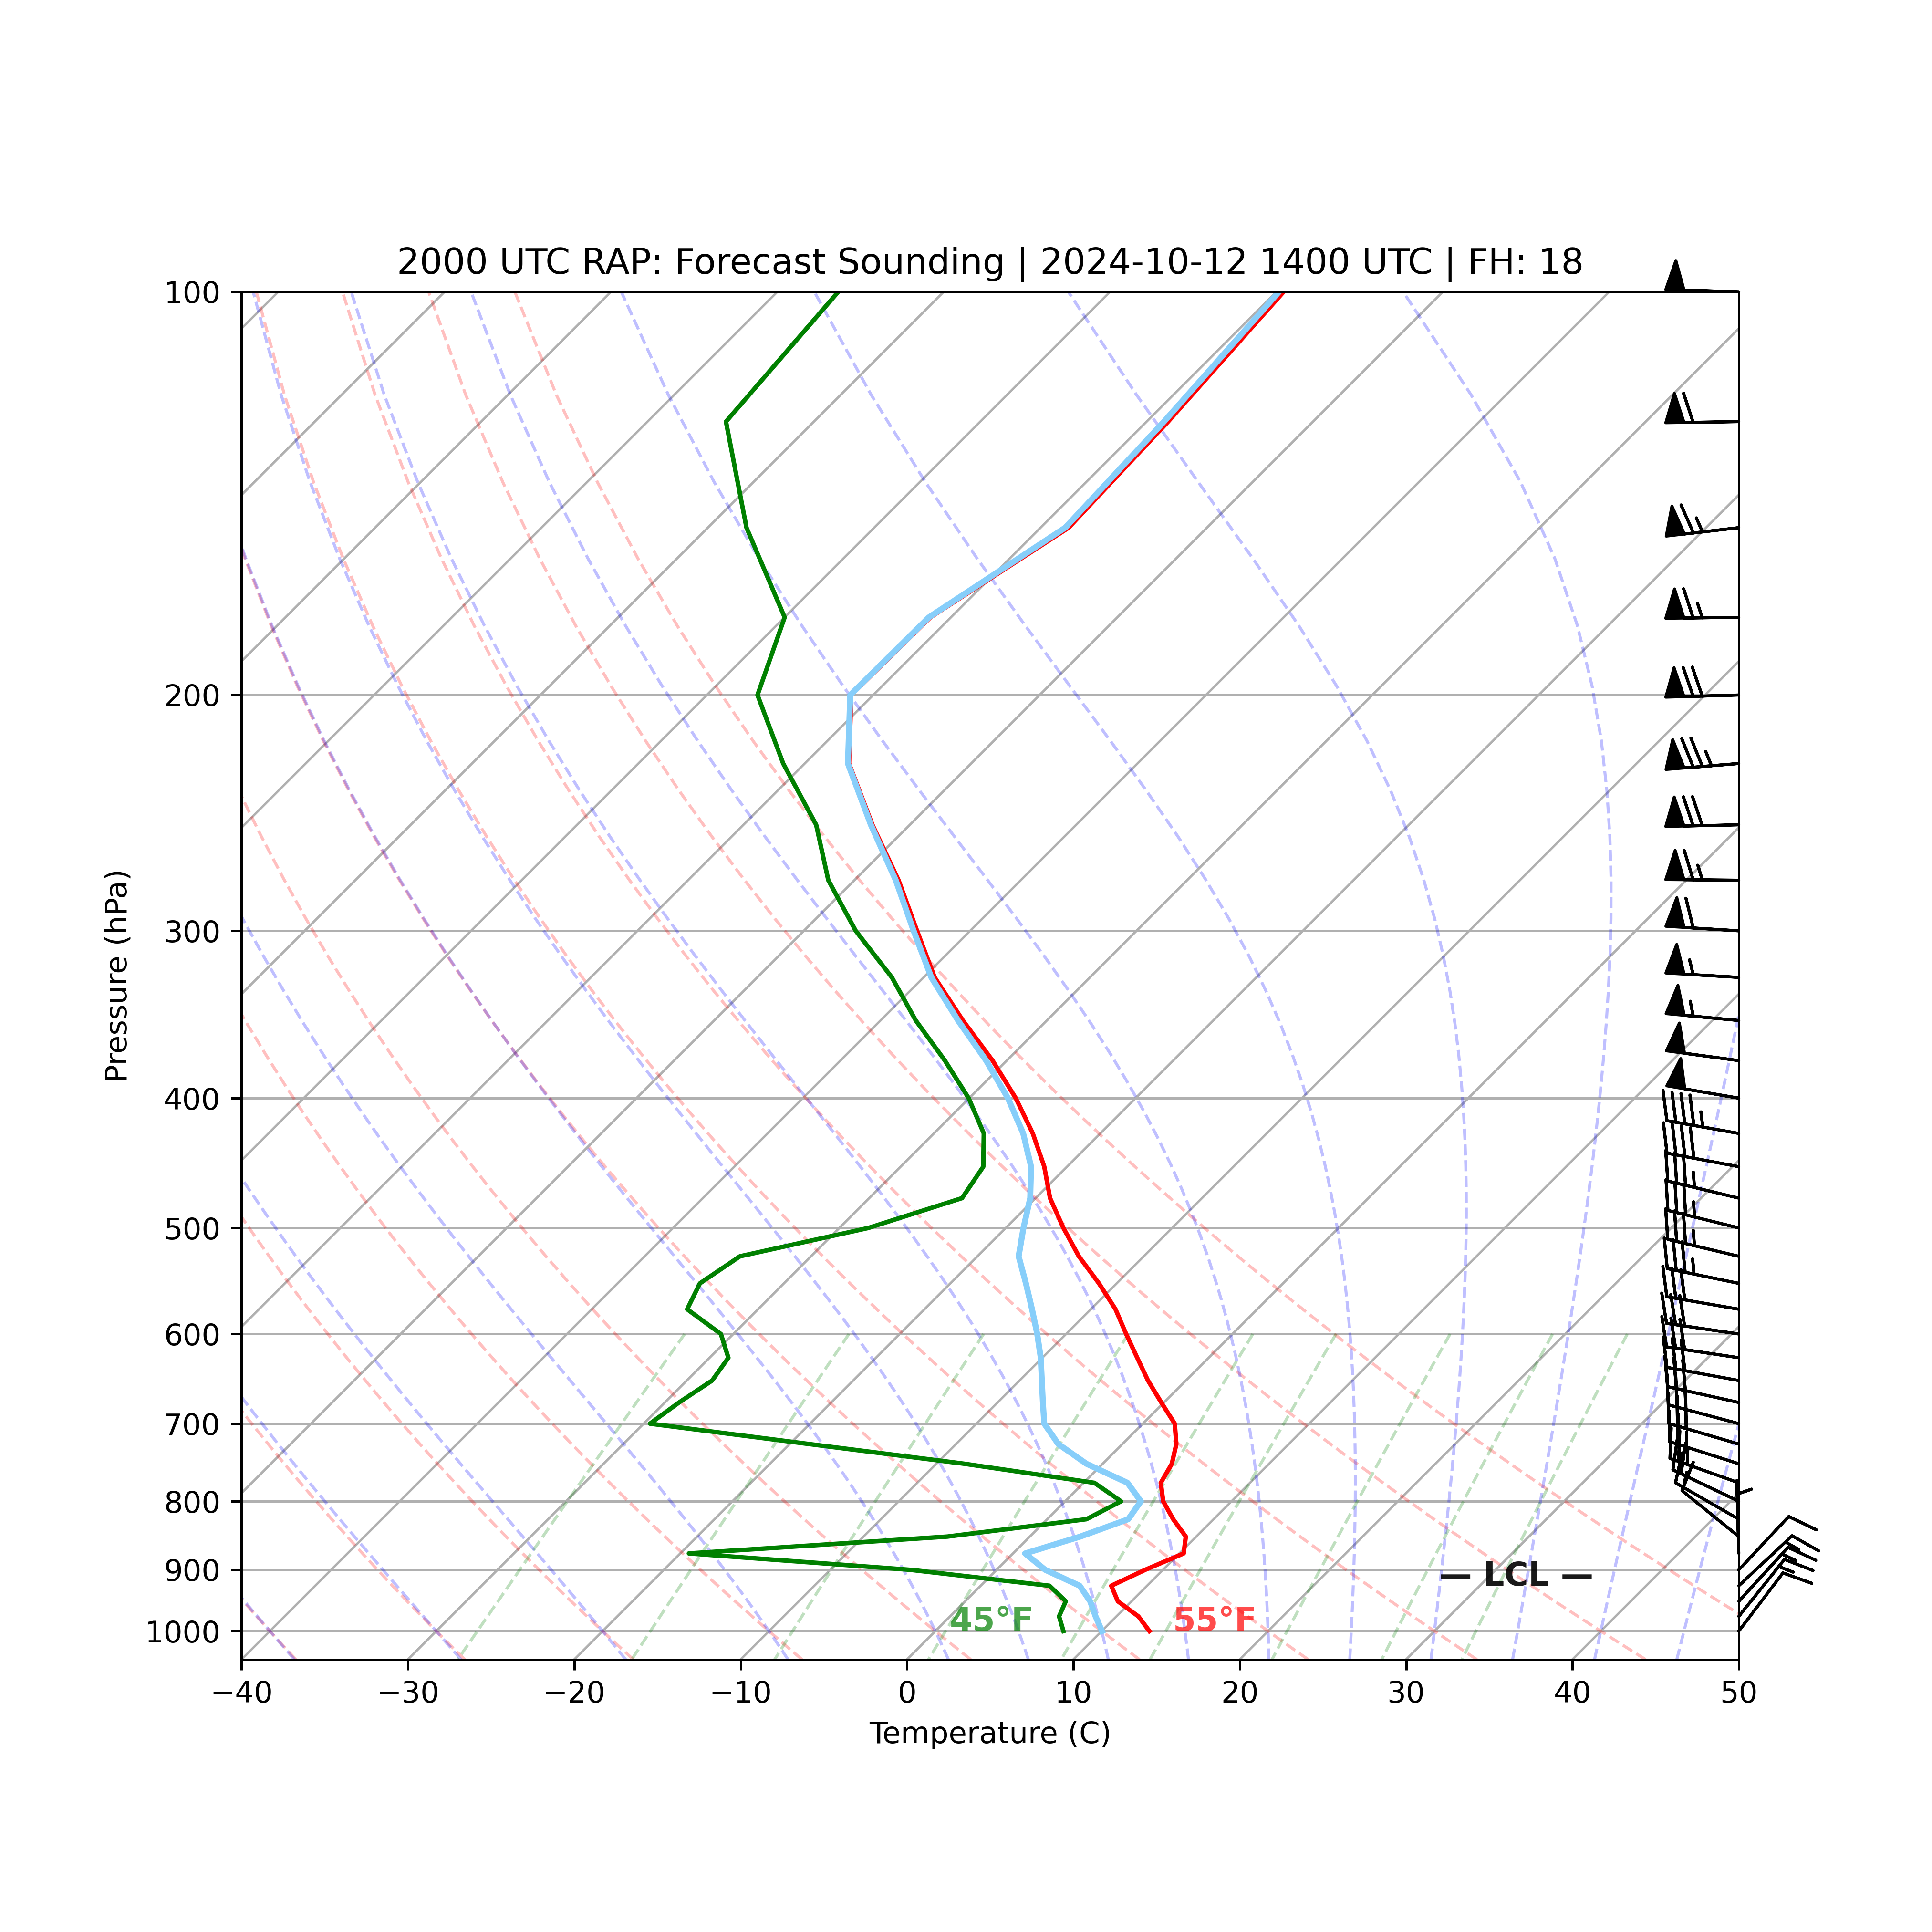 2000 UTC RAP: Forecast Sounding | 2024-10-12 1400 UTC | FH: 18
100
200
300
400
500
600
700
800
900
1000
Pressure (hPa)
— LCL —
45°F
55°F
−40 −30 −20 −10 0 10 20 30 40 50
Temperature (C)